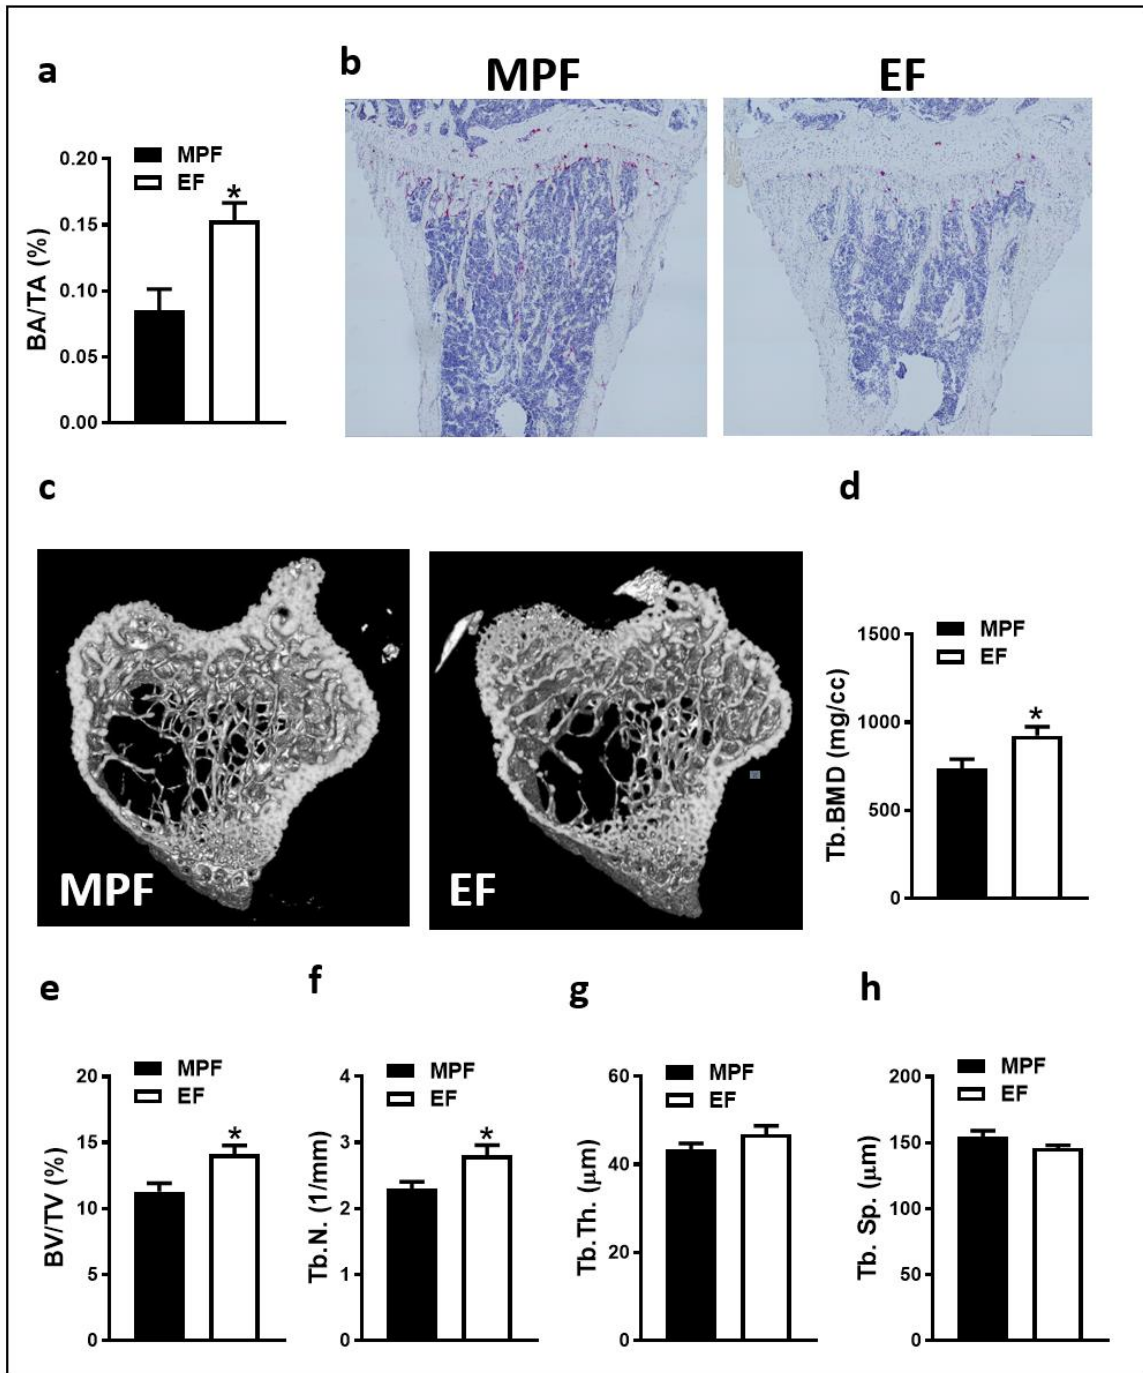 a
BA/TA (%)
0.20
0.15
0.10
0.05
0.00
MPF
EF
*
b
MPF
EF
c
MPF
EF
d
Tb.BMD (mg/cc)
1500
1000
500
0
MPF
EF
*
e
BV/TV (%)
20
15
10
5
0
MPF
EF
*
f
Tb.N. (1/mm)
4
3
2
1
0
MPF
EF
*
g
Tb.Th. (μm)
60
40
20
0
MPF
EF
h
Tb. Sp. (μm)
200
150
100
50
0
MPF
EF